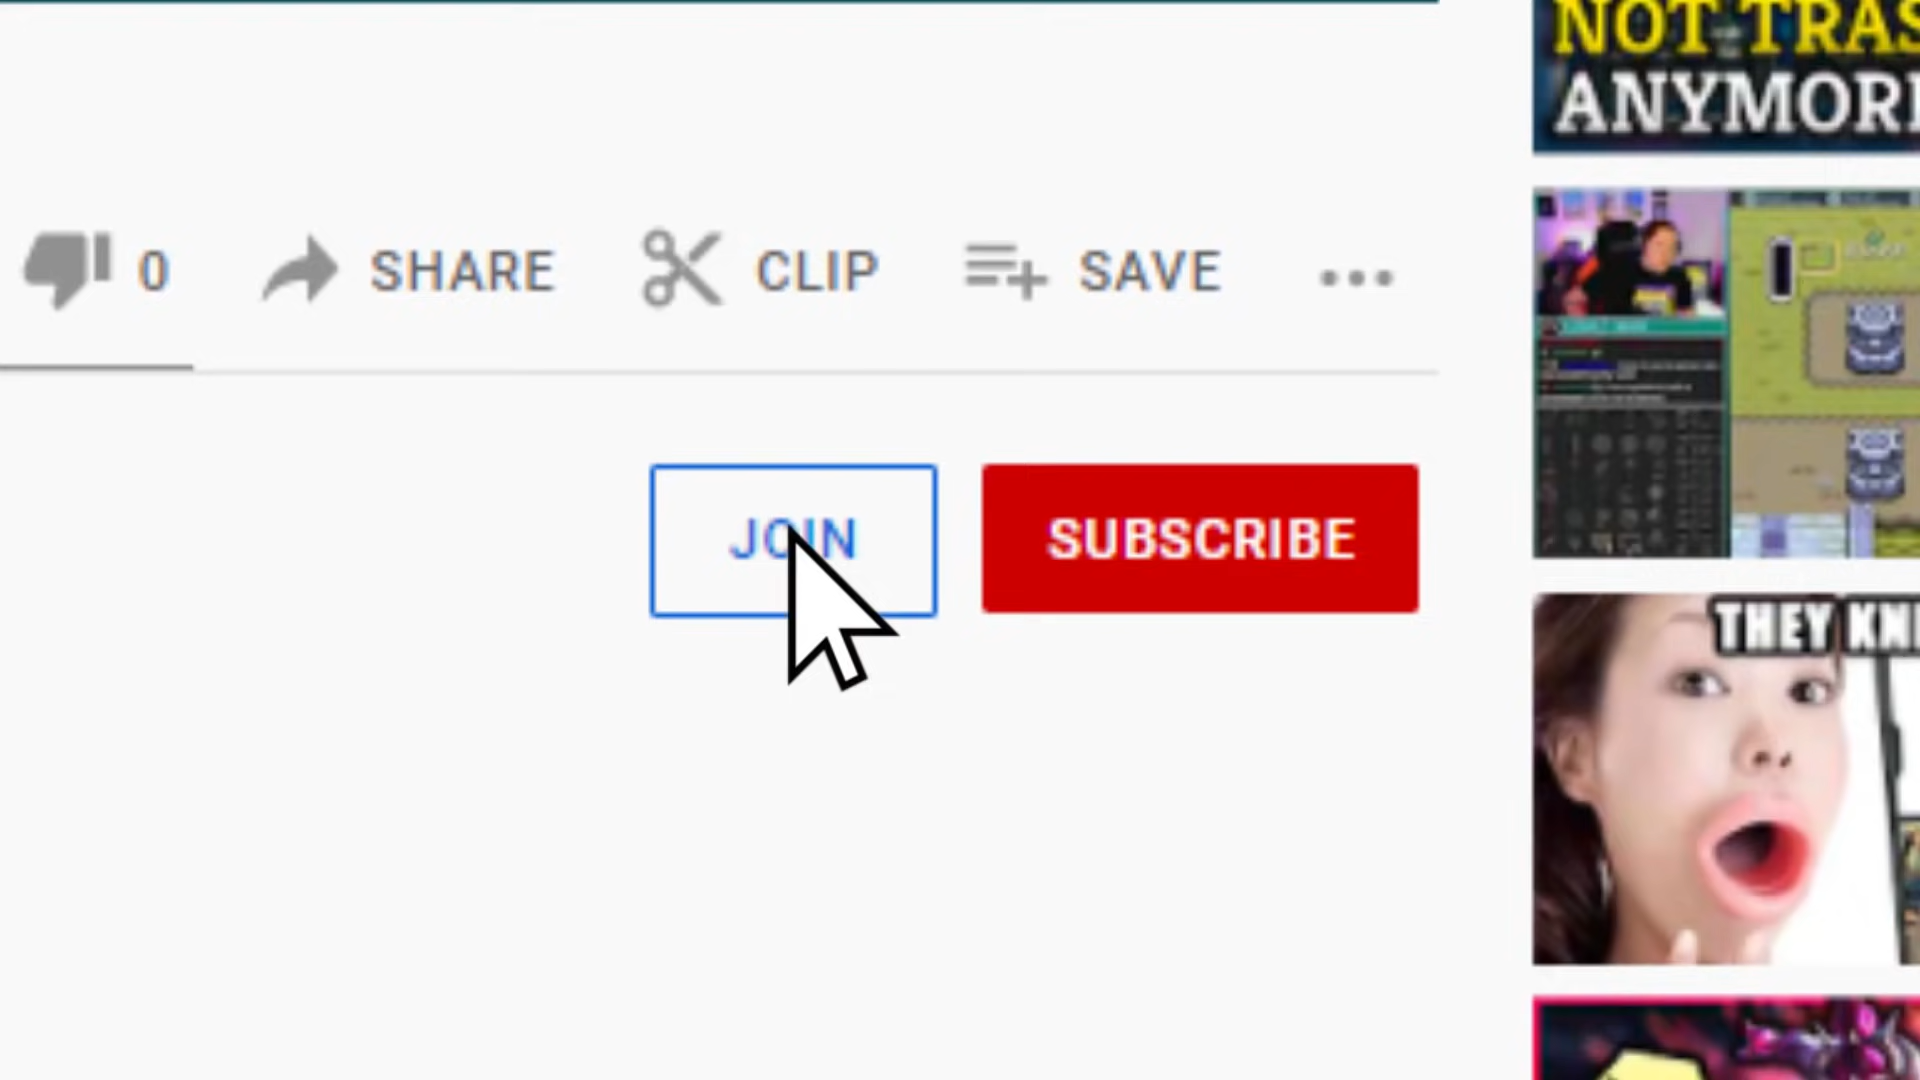 NOT TRAS
ANYMOR
0 SHARE CLIP SAVE
JOIN SUBSCRIBE
THEY KN